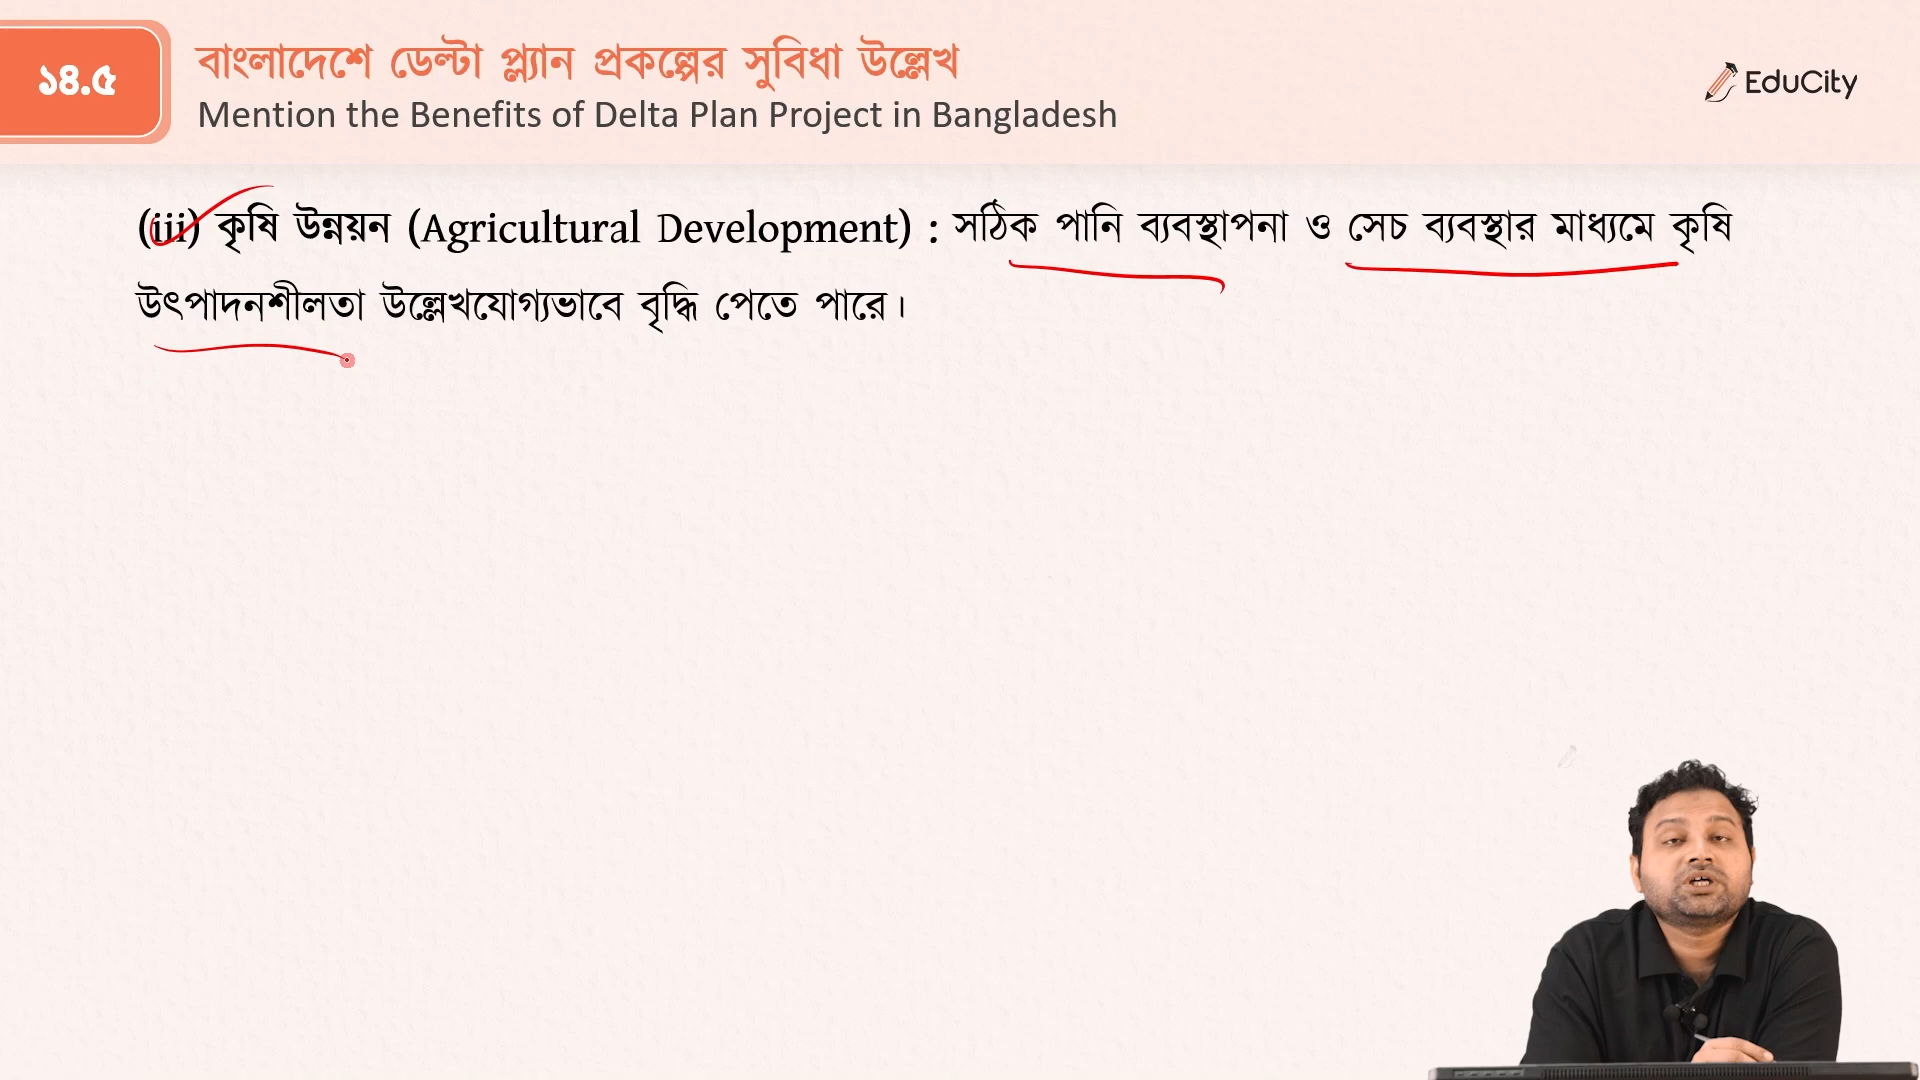 ১৪.৫
বাংলাদেশে ডেল্টা প্ল্যান প্রকল্পের সুবিধা উল্লেখ
Mention the Benefits of Delta Plan Project in Bangladesh
EduCity
(iii) কৃষি উন্নয়ন (Agricultural Development) : সঠিক পানি ব্যবস্থাপনা ও সেচ ব্যবস্থার মাধ্যমে কৃষি
উৎপাদনশীলতা উল্লেখযোগ্যভাবে বৃদ্ধি পেতে পারে।